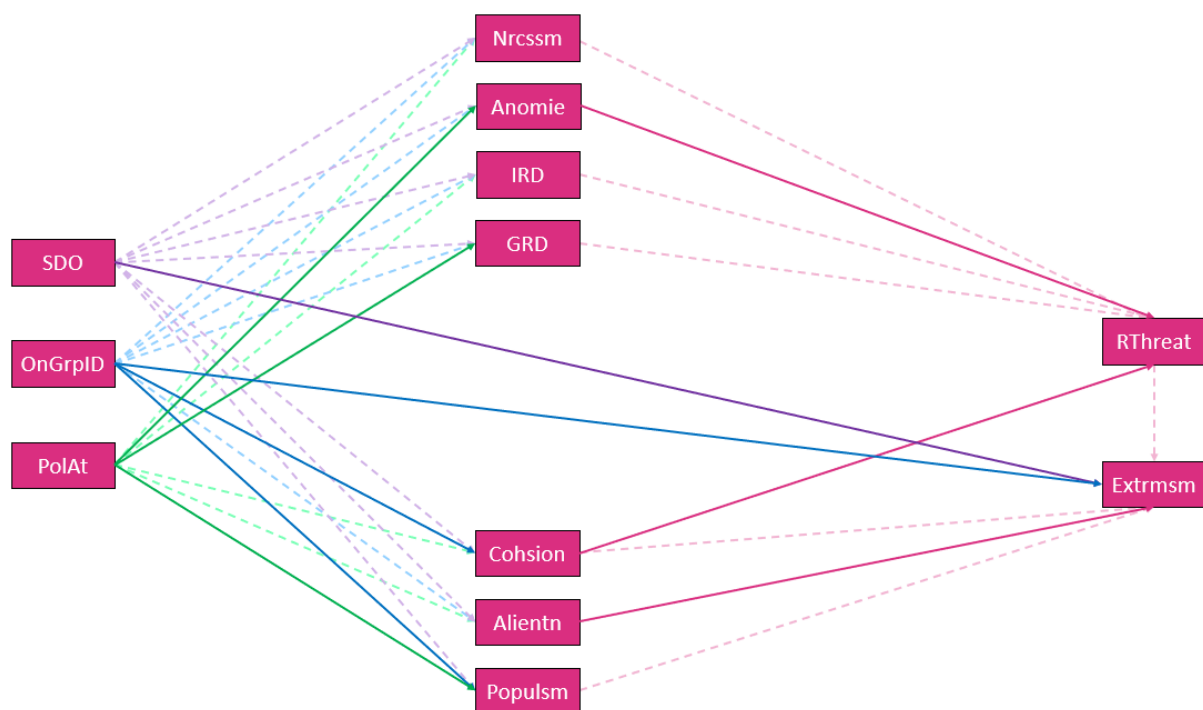 Nrcssm
Anomie
IRD
GRD
SDO
OnGrpID
PolAt
RThreat
Extrmsm
Cohsion
Alientn
Populsm